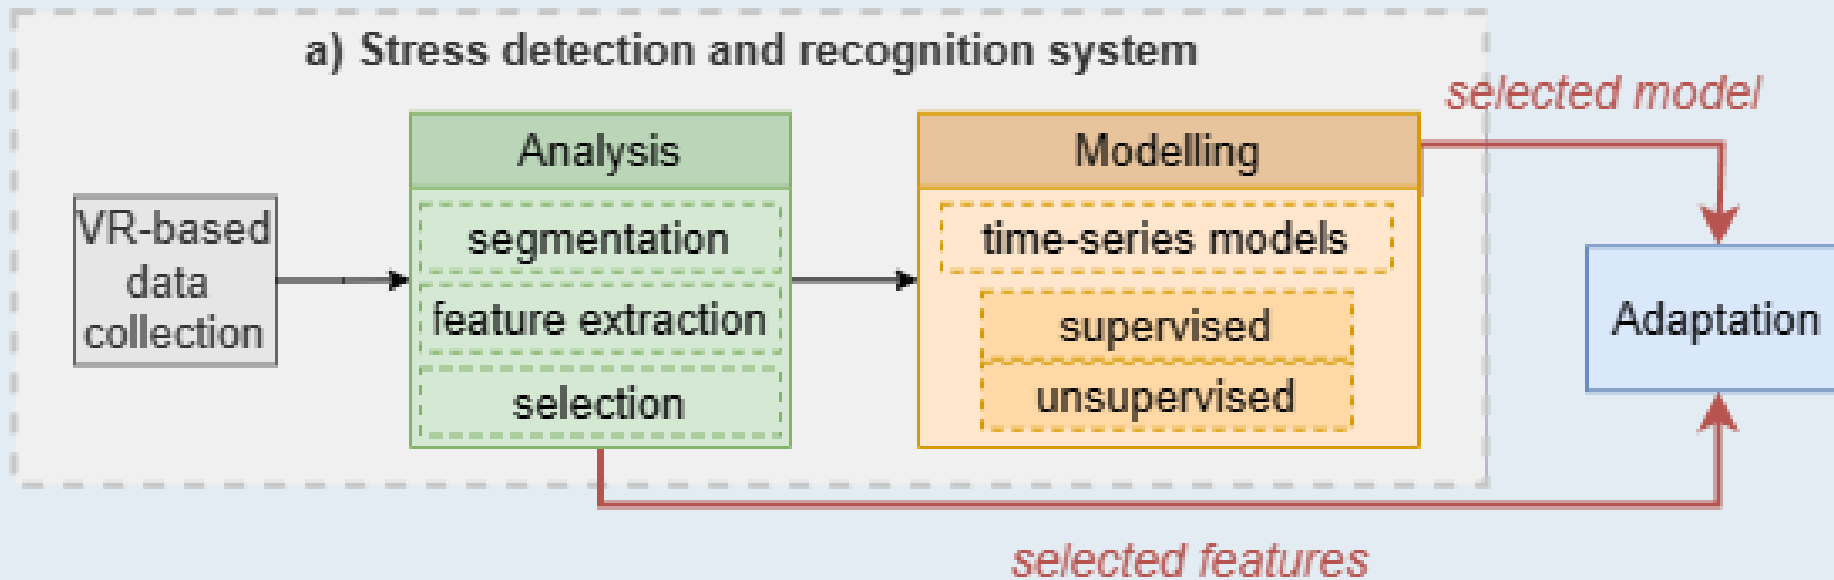 a) Stress detection and recognition system
selected model
Analysis
Modelling
VR-based
data
collection
segmentation
feature extraction
selection
time-series models
supervised
unsupervised
Adaptation
selected features